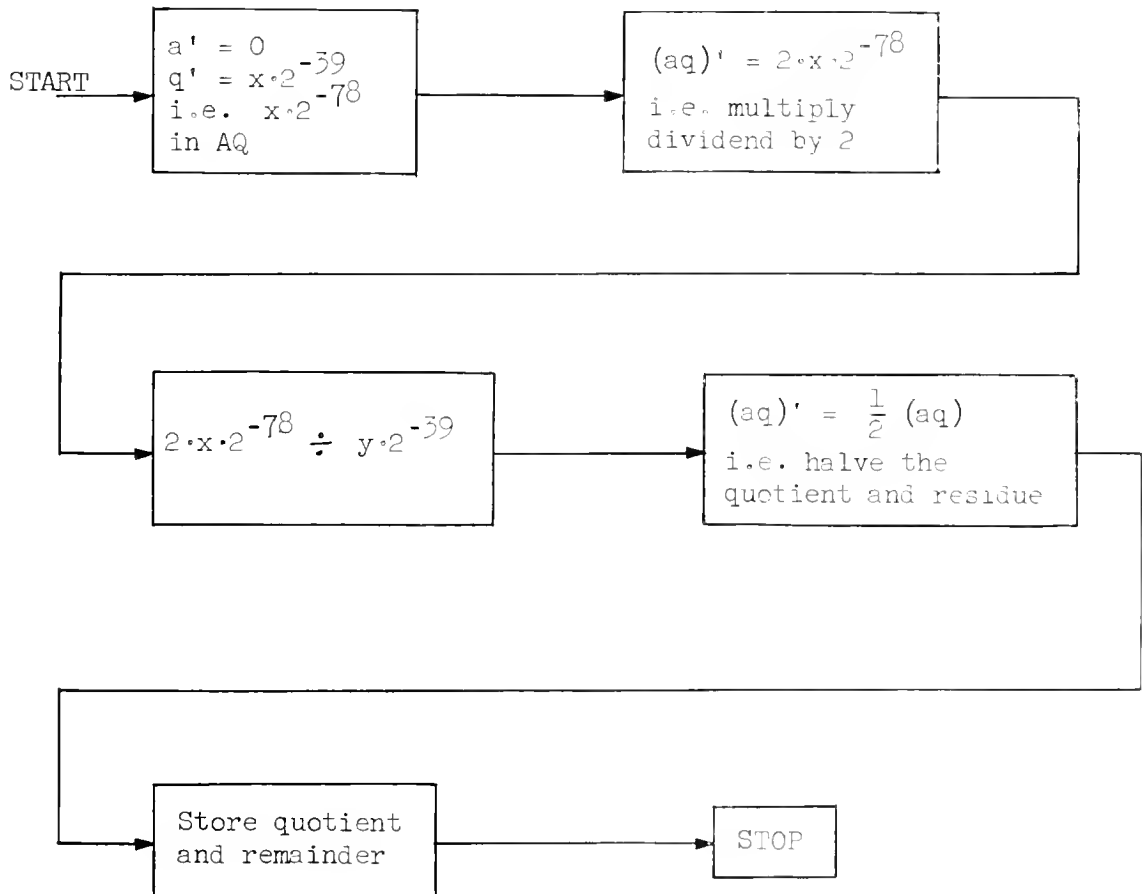 START
a' = 0
q' = x·2^-39
i.e. x·2^-78
in AQ
(aq)' = 2·x·2^-78
i.e. multiply
dividend by 2
2·x·2^-78 ÷ y·2^-39
(aq)' = 1/2 (aq)
i.e. halve the
quotient and residue
Store quotient
and remainder
STOP